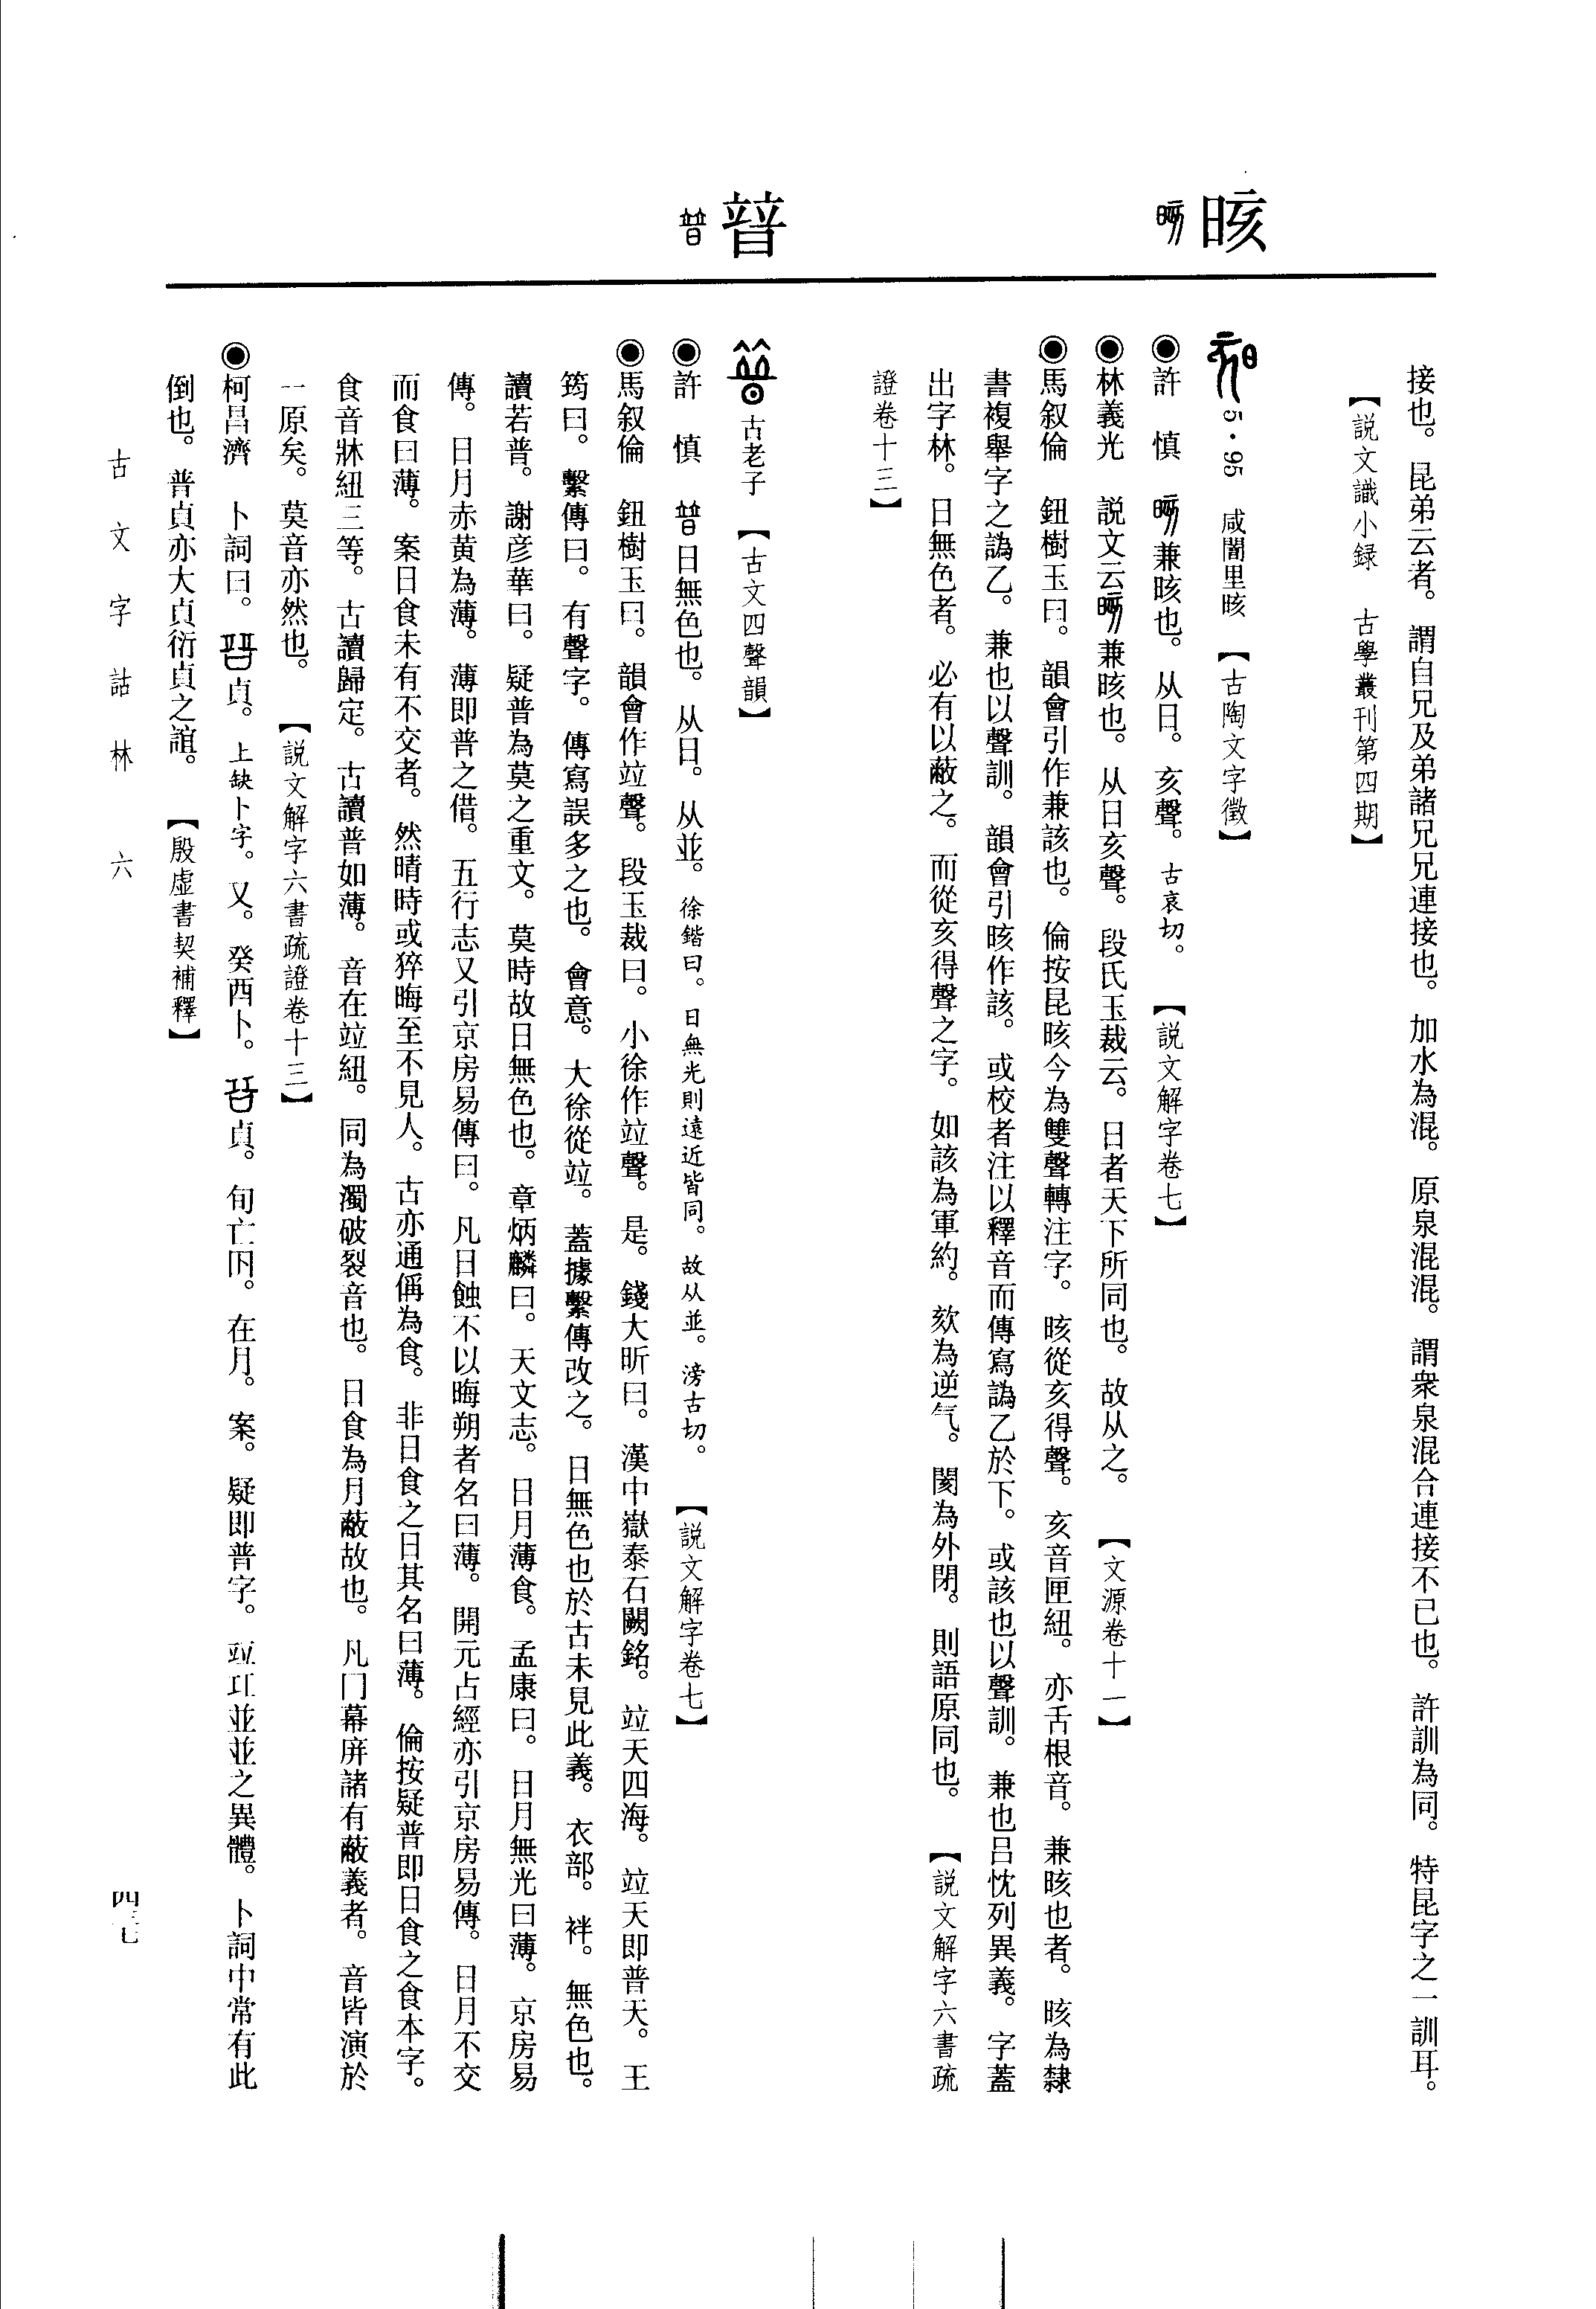 晐
暜
接也。昆弟云者。謂自兄及弟諸兄兄連接也。加水為混。原泉混混。謂衆泉混合連接不已也。許訓為同。特昆字之一訓耳。
【説文識小録　古學叢刊第四期】
5·95　咸閻里晐　【古陶文字徵】
◉許　慎　兼晐也。从日。亥聲。古哀切。　【説文解字卷七】
◉林義光　説文云兼晐也。从日亥聲。段氏玉裁云。日者天下所同也。故从之。　【文源卷十一】
◉馬叙倫　鈕樹玉曰。韻會引作兼該也。倫按昆晐今為雙聲轉注字。晐從亥得聲。亥音匣紐。亦舌根音。兼晐也者。晐為隸
書複舉字之譌乙。兼也以聲訓。韻會引晐作該。或校者注以釋音而傳寫譌乙於下。或該也以聲訓。兼也吕忱列異義。字蓋
出字林。日無色者。必有以蔽之。而從亥得聲之字。如該為軍約。欬為逆气。閡為外閉。則語原同也。　【説文解字六書疏
證卷十三】
古老子　【古文四聲韻】
◉許　慎　日無色也。从日。从並。徐鍇曰。日無光則遠近皆同。故从並。滂古切。　【説文解字卷七】
◉馬叙倫　鈕樹玉曰。韻會作竝聲。段玉裁曰。小徐作竝聲。是。錢大昕曰。漢中嶽泰石闕銘。竝天四海。竝天即普天。王
筠曰。繫傳曰。有聲字。傳寫誤多之也。會意。大徐從竝。蓋據繫傳改之。日無色也於古未見此義。衣部。袢。無色也。
讀若普。謝彦華曰。疑普為莫之重文。莫時故日無色也。章炳麟曰。天文志。日月薄食。孟康曰。日月無光曰薄。京房易
傳。日月赤黄為薄。薄即普之借。五行志又引京房易傳曰。凡日蝕不以晦朔者名曰薄。開元占經亦引京房易傳。日月不交
而食曰薄。案日食未有不交者。然晴時或猝晦至不見人。古亦通偁為食。非日食之日其名曰薄。倫按疑普即日食之食本字。
食音牀紐三等。古讀歸定。古讀普如薄。音在竝紐。同為濁破裂音也。日食為月蔽故也。凡冂幕庰諸有蔽義者。音皆演於
一原矣。莫音亦然也。　【説文解字六書疏證卷十三】
◉柯昌濟　卜詞曰。貞。上缺卜字。又。癸酉卜。貞。旬亡𡆥。在月。案。疑即普字。竝並並之異體。卜詞中常有此
倒也。普貞亦大貞衍貞之誼。　【殷虛書契補釋】
古文字詁林　六
四三七